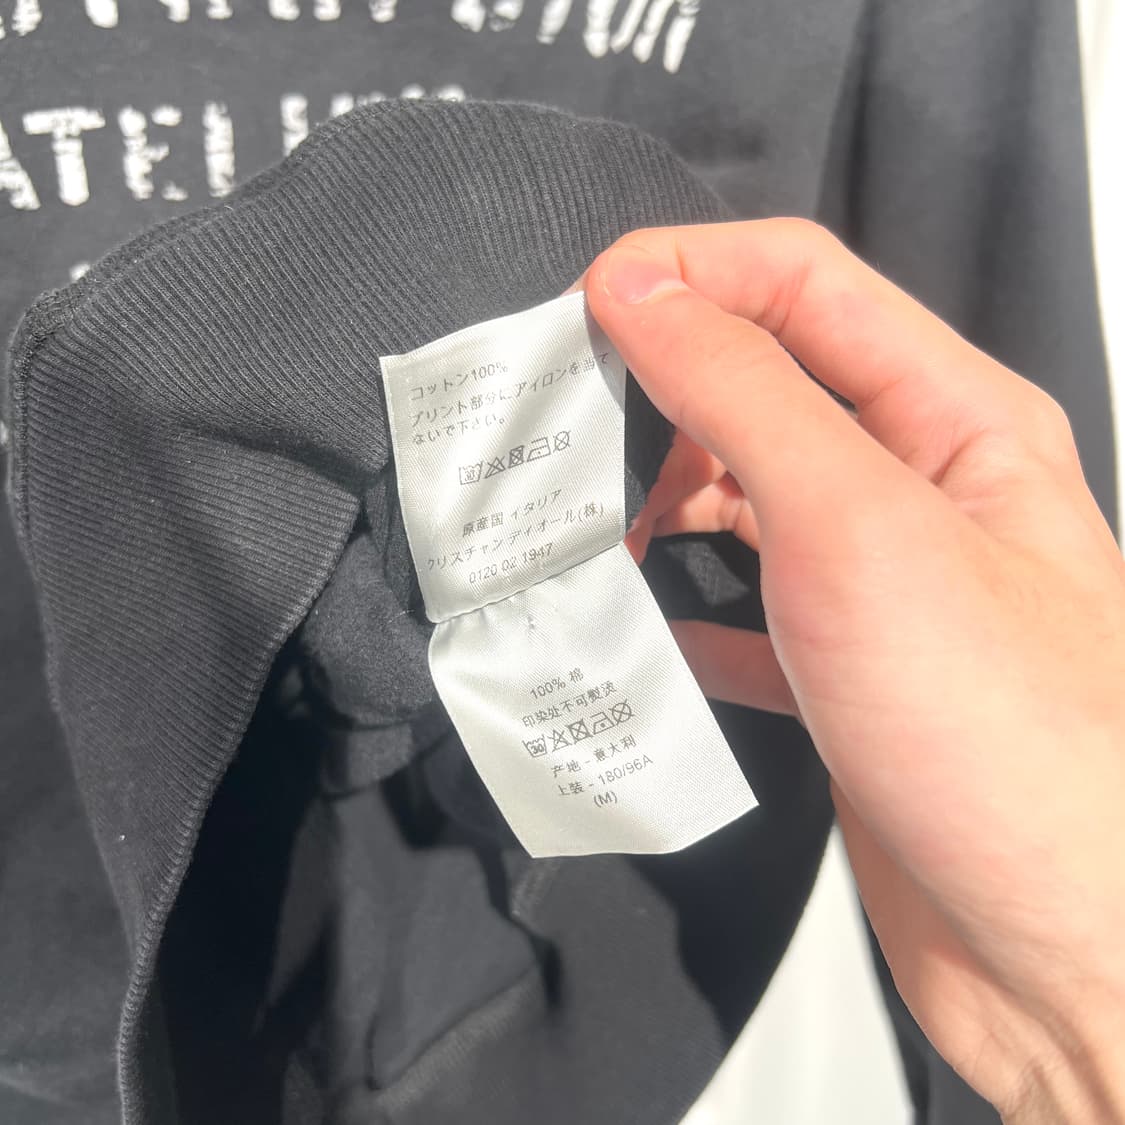 ATELI
コットン100%
プリント部分にアイロンを当て
ないで下さい。
30
原産国 イタリア
クリスチャン ディオール(株)
0120 02 1947
100% 棉
印染处不可熨烫
30
产地 - 意大利
上装 - 180/96A
(M)